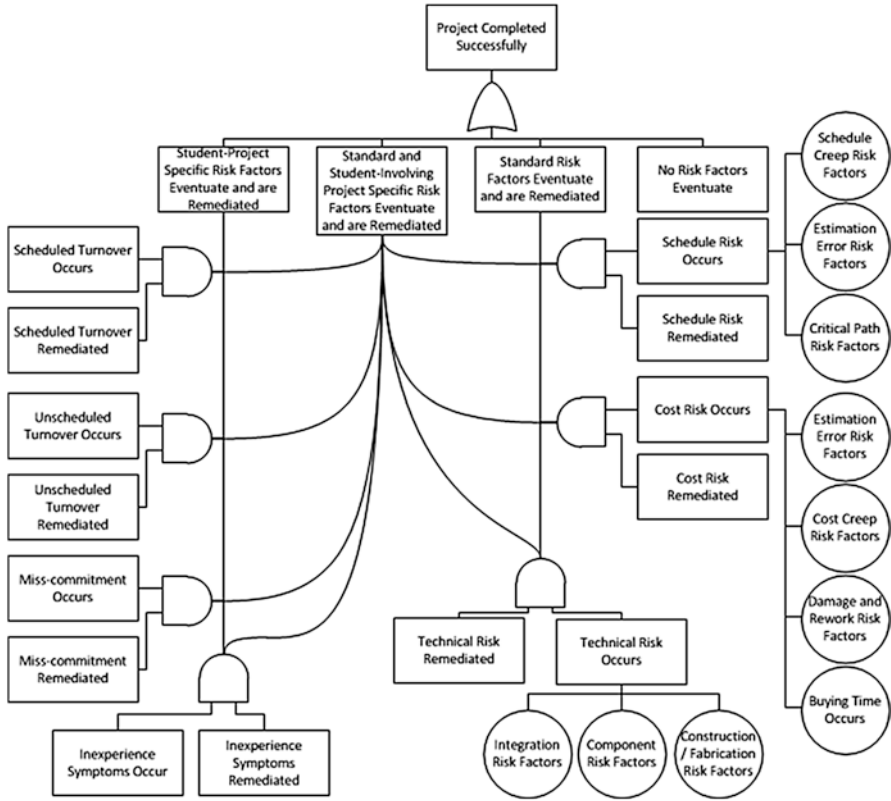 Project Completed
Successfully
Student-Project
Specific Risk Factors
Eventuate and are
Remediated
Standard and
Student-Involving
Project Specific Risk
Factors Eventuate
and are Remediated
Standard Risk
Factors Eventuate
and are Remediated
No Risk Factors
Eventuate
Schedule
Creep Risk
Factors
Scheduled Turnover
Occurs
Schedule Risk
Occurs
Estimation
Error Risk
Factors
Scheduled Turnover
Remediated
Schedule Risk
Remediated
Critical Path
Risk Factors
Unscheduled
Turnover Occurs
Cost Risk Occurs
Estimation
Error Risk
Factors
Unscheduled
Turnover
Remediated
Cost Risk
Remediated
Cost Creep
Risk Factors
Miss-commitment
Occurs
Damage and
Rework Risk
Factors
Miss-commitment
Remediated
Technical Risk
Remediated
Technical Risk
Occurs
Buying Time
Occurs
Inexperience
Symptoms Occur
Inexperience
Symptoms
Remediated
Integration
Risk Factors
Component
Risk Factors
Construction
/ Fabrication
Risk Factors